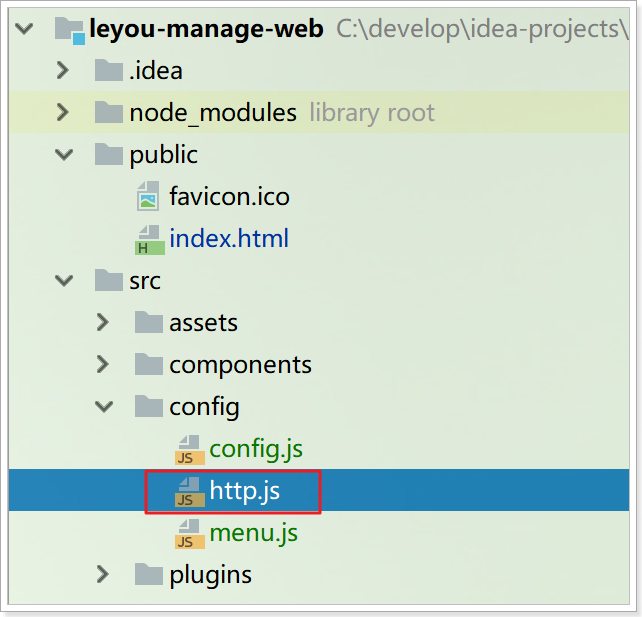 leyou-manage-web C:\develop\idea-projects\
.idea
node_modules library root
public
favicon.ico
H index.html
src
assets
components
config
JS config.js
JS http.js
JS menu.js
plugins